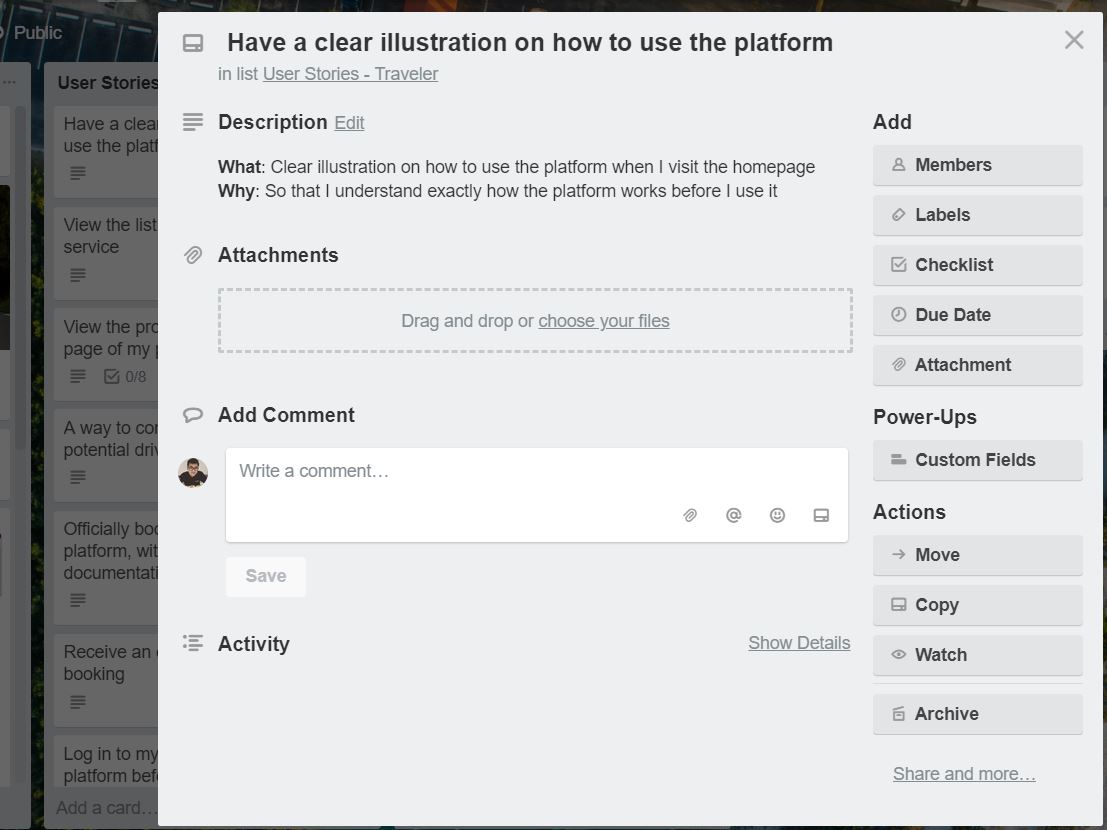 Public
User Stories
Have a clear
use the platf
View the list
service
View the pro
page of my p
0/8
A way to con
potential driv
Officially boo
platform, wit
documentati
Receive an
booking
Log in to my
platform befo
Add a card…
Have a clear illustration on how to use the platform
in list User Stories - Traveler
Description Edit
What: Clear illustration on how to use the platform when I visit the homepage
Why: So that I understand exactly how the platform works before I use it
Attachments
Drag and drop or choose your files
Add Comment
Write a comment…
Save
Activity
Show Details
Add
Members
Labels
Checklist
Due Date
Attachment
Power-Ups
Custom Fields
Actions
Move
Copy
Watch
Archive
Share and more…